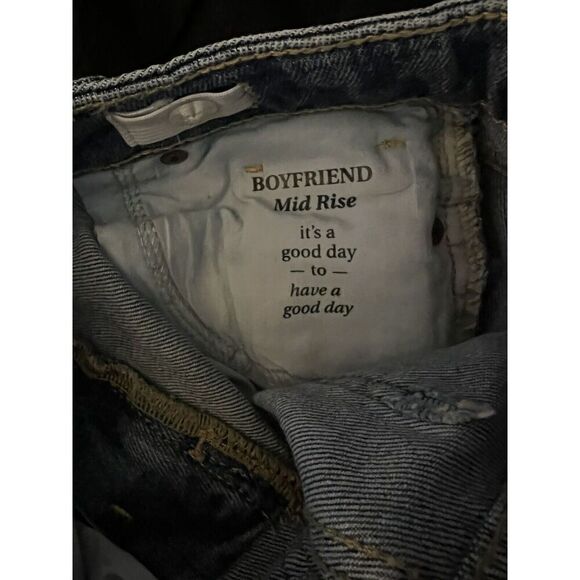 BOYFRIEND
Mid Rise
it's a
good day
— to —
have a
good day